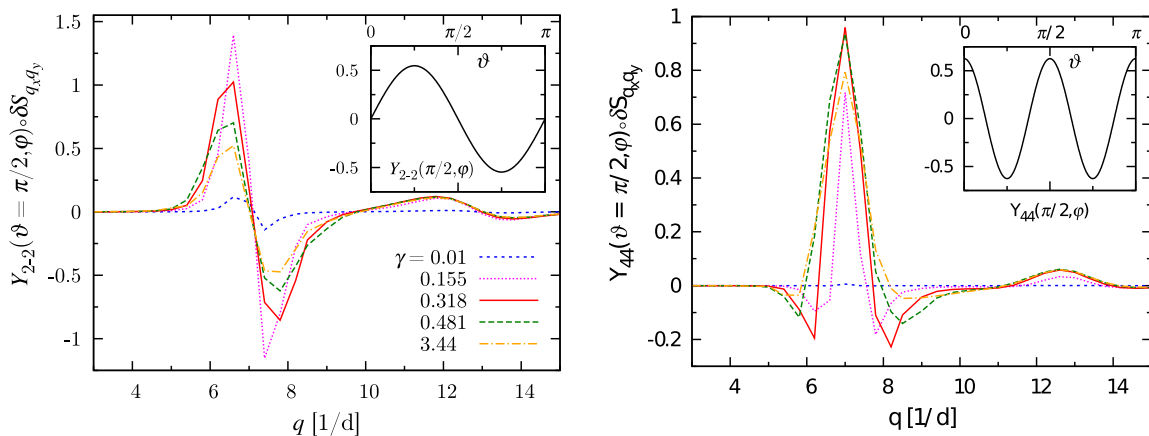 Y2-2(ϑ = π/2,φ)∘δSqxqy
1.5
1
0.5
0
-0.5
-1
4
6
8
10
12
14
q [1/d]
γ = 0.01
0.155
0.318
0.481
3.44
0
π/2
π
ϑ
0.5
0
-0.5
Y2-2(π/2,φ)
Y44(ϑ = π/2,φ)∘δSqxqy
1
0.8
0.6
0.4
0.2
0
-0.2
4
6
8
10
12
14
q [1/d]
0
π/2
π
ϑ
0.5
0
-0.5
Y44(π/2,φ)